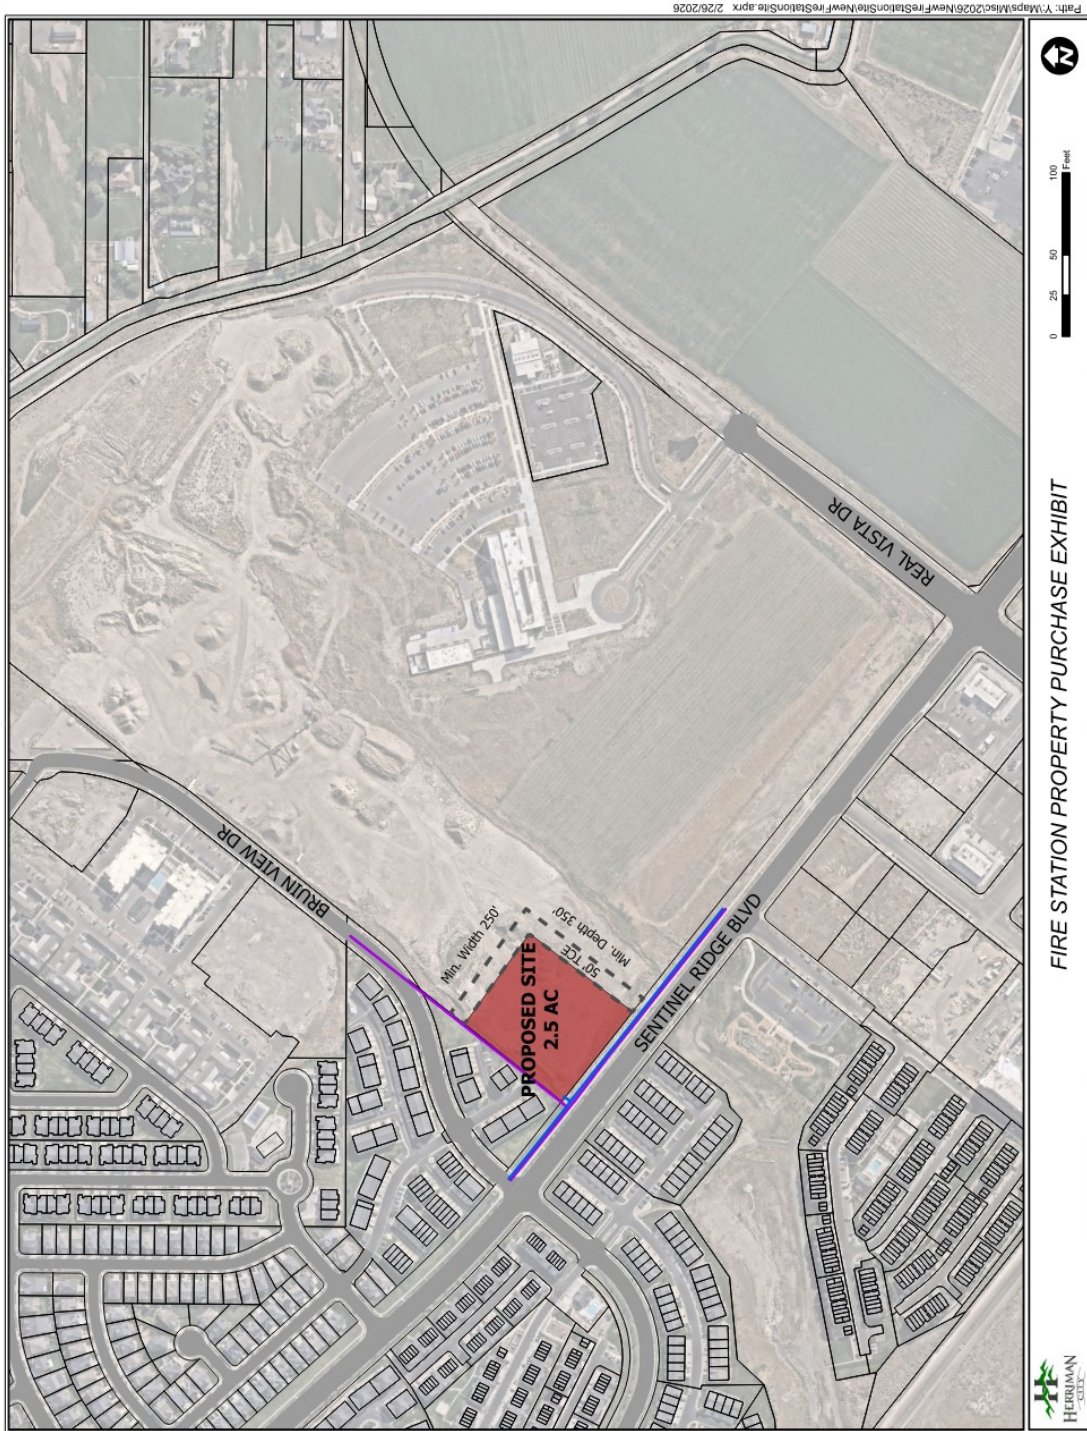 Path: Y:\Maps\2026\2026\Misc\NewFireStationSite\NewFireStationSite.aprx 2/26/2026
BRUIN VIEW DR
Min. Width 250'
PROPOSED SITE
2.5 AC
50' TCE
Min. Depth 350'
SENTINEL RIDGE BLVD
REAL VISTA DR
HERRIMAN
CITY
FIRE STATION PROPERTY PURCHASE EXHIBIT
0 25 50 100
Feet
N